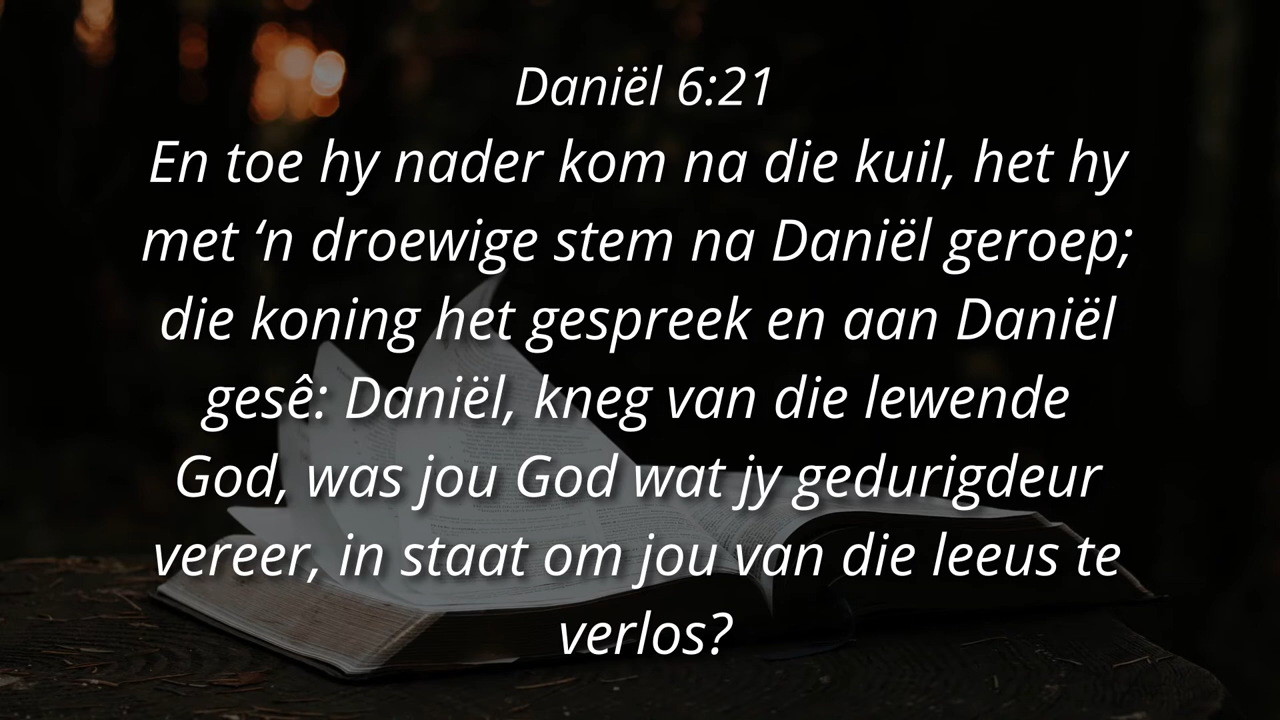 Daniël 6:21
En toe hy nader kom na die kuil, het hy
met ‘n droewige stem na Daniël geroep;
die koning het gespreek en aan Daniël
gesê: Daniël, kneg van die lewende
God, was jou God wat jy gedurigdeur
vereer, in staat om jou van die leeus te
verlos?